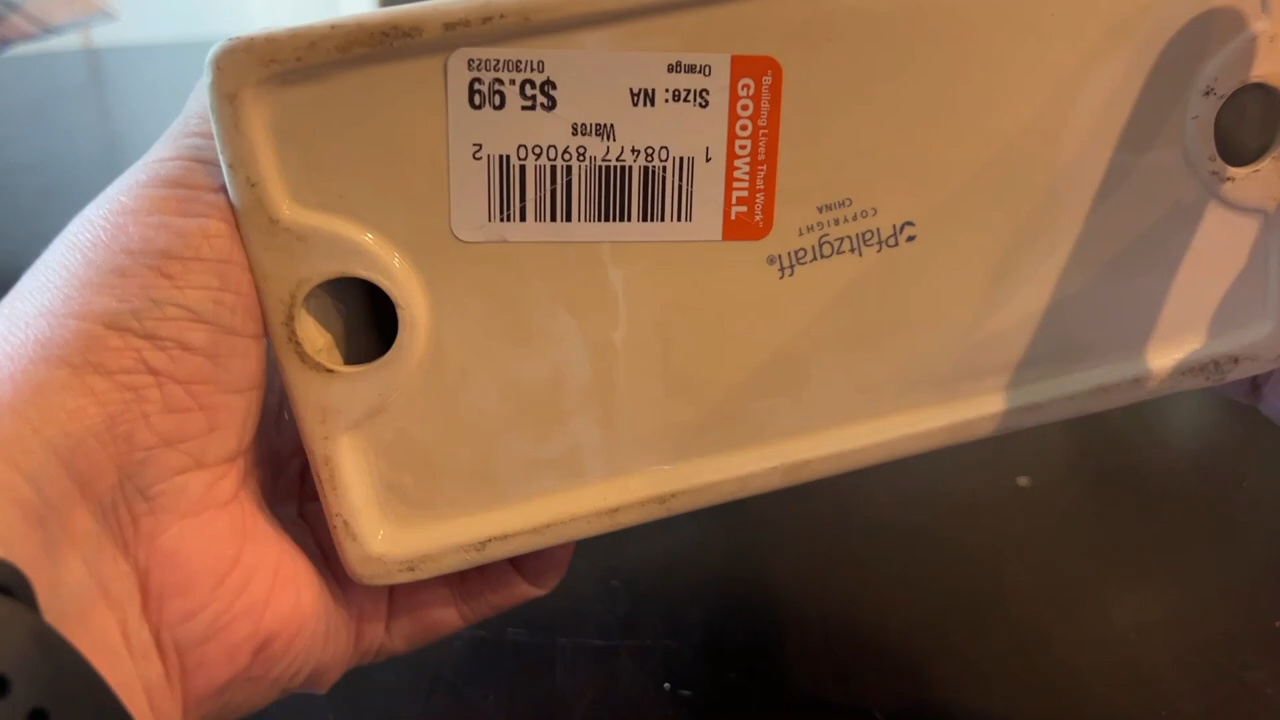 "Building Lives That Work"
GOODWILL
1 08477 89060 2
Wares
Size: NA
$5.99
Orange
01/30/2023
Pfaltzgraff®
COPYRIGHT
CHINA